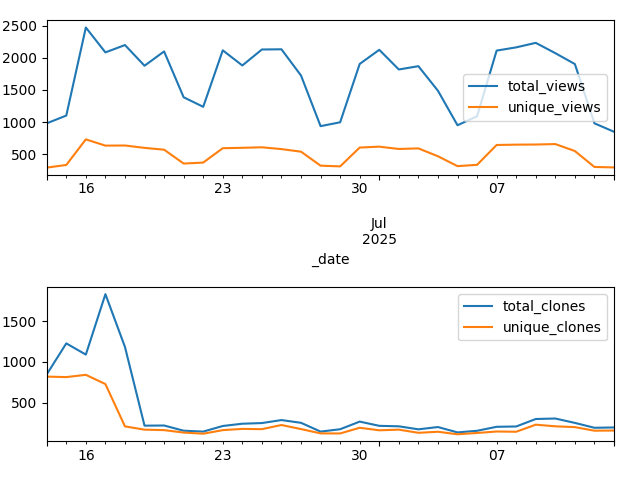 2500
2000
1500
1000
500
total_views
unique_views
16
23
30
07
Jul
2025
_date
1500
1000
500
total_clones
unique_clones
16
23
30
07